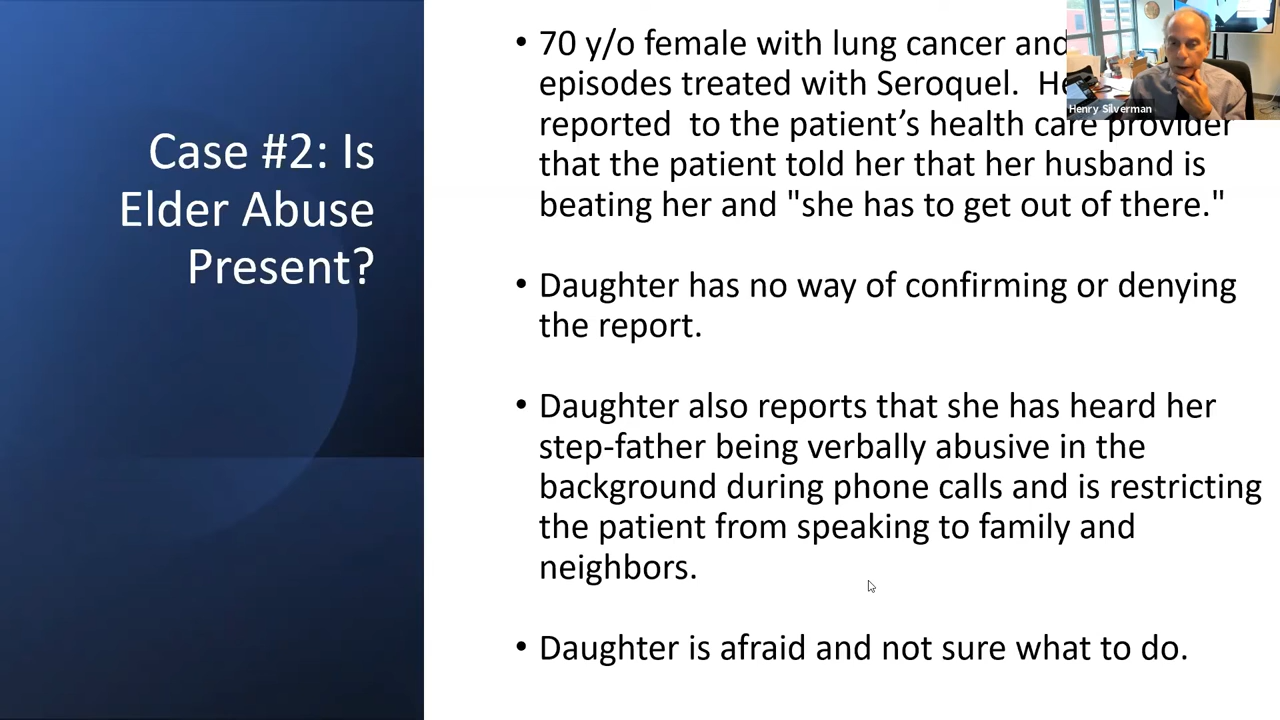 Case #2: Is
Elder Abuse
Present?
• 70 y/o female with lung cancer and
episodes treated with Seroquel. He
reported to the patient’s health care provider
that the patient told her that her husband is
beating her and "she has to get out of there."
• Daughter has no way of confirming or denying
the report.
• Daughter also reports that she has heard her
step-father being verbally abusive in the
background during phone calls and is restricting
the patient from speaking to family and
neighbors.
• Daughter is afraid and not sure what to do.
Henry Silverman